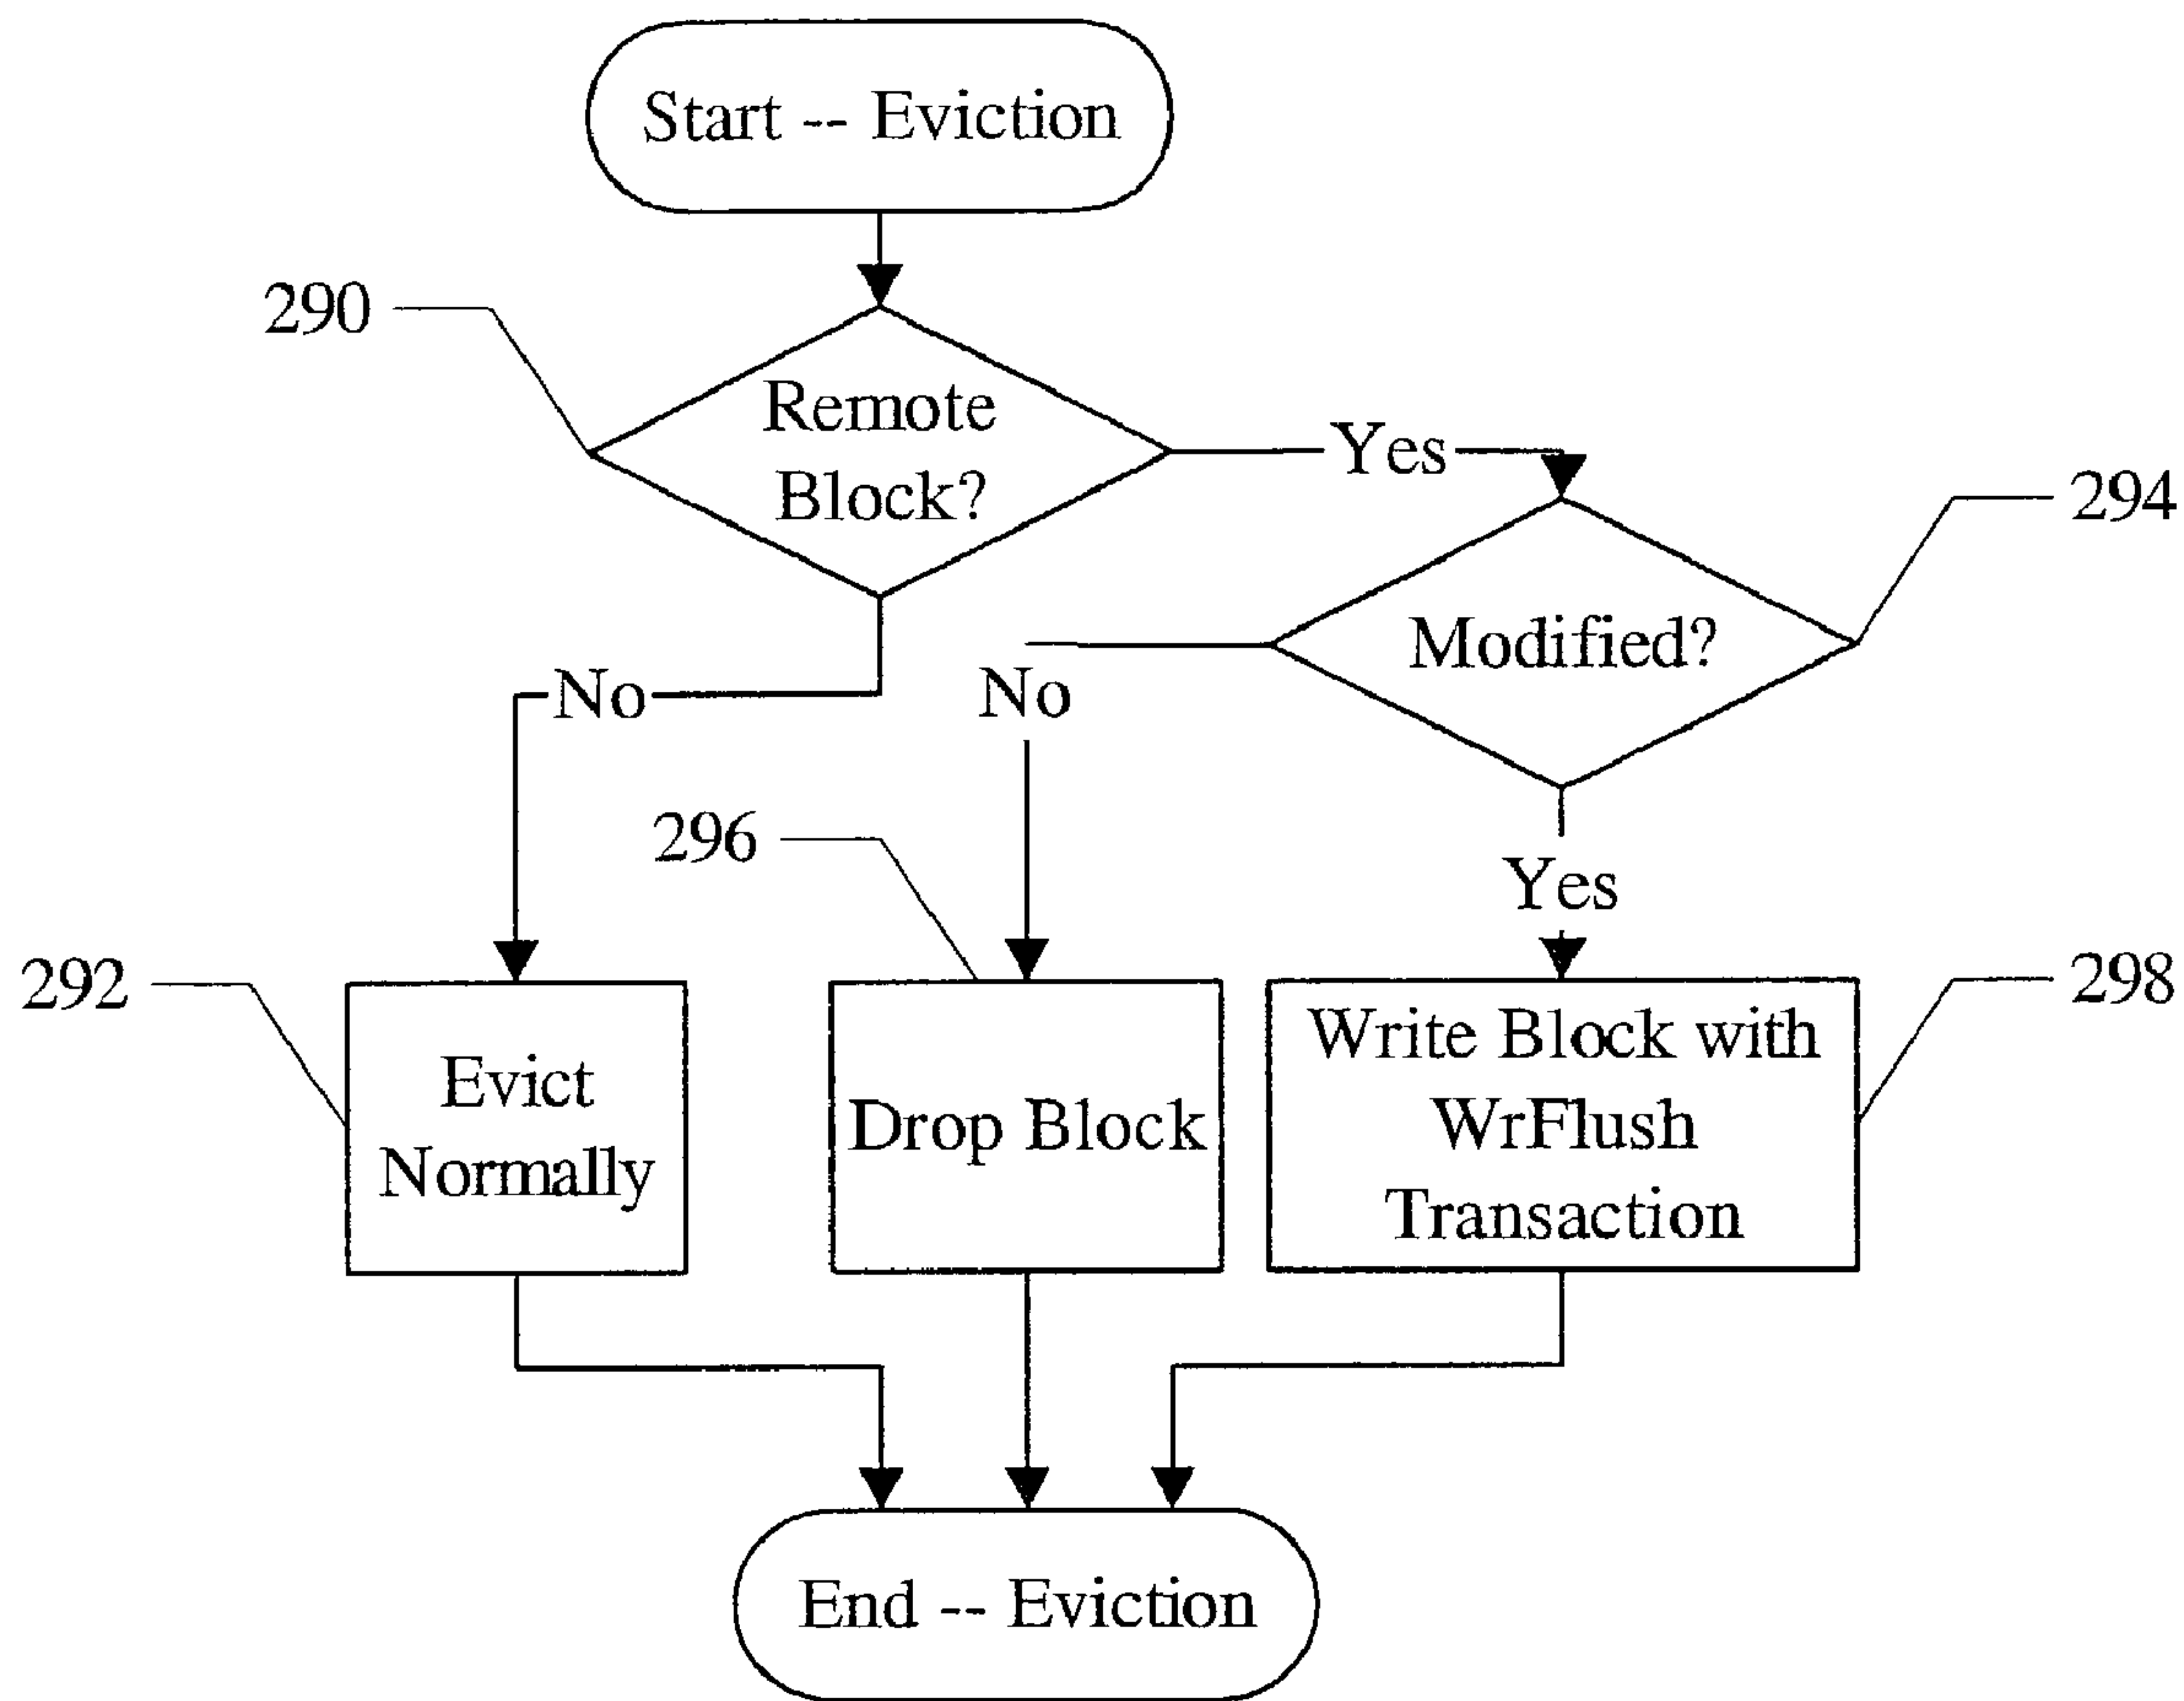 Start -- Eviction
290
Remote
Block?
Yes
294
Modified?
No
No
296
Yes
292
298
Evict
Normally
Drop Block
Write Block with
WrFlush
Transaction
End -- Eviction